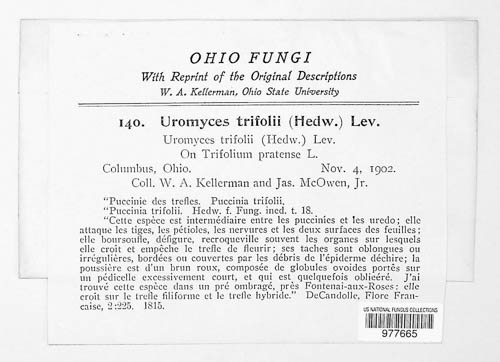 OHIO FUNGI
With Reprint of the Original Descriptions
W. A. Kellerman, Ohio State University
140. Uromyces trifolii (Hedw.) Lev.
Uromyces trifolii (Hedw.) Lev.
On Trifolium pratense L.
Columbus, Ohio. Nov. 4, 1902.
Coll. W. A. Kellerman and Jas. McOwen, Jr.
"Puccinie des trefles. Puccinia trifolii,
"Puccinia trifolii. Hedw. f. Fung. ined. t. 18.
"Cette espèce est intermédiaire entre les puccinies et les uredo; elle
attaque les tiges, les pétioles, les nervures et les deux surfaces des feuilles;
elle boursoufle, défigure, recroqueville souvent les organes sur lesquels
elle croit et empêche le trefle de fleurir; ses taches sont oblongues ou
irrégulières, bordées ou couvertes par les débris de l'épiderme déchire; la
poussière est d'un brun roux, composée de globules ovoides portés sur
un pédicelle excessivement court, et qui est quelquefois obliééré. J'ai
trouvé cette espèce dans un pré ombragé, près Fontenai-aux-Roses; elle
croit sur le trefle filiforme et le trefle hybride." DeCandolle, Flore Fran-
caise, 2:225. 1815.
US NATIONAL FUNGUS COLLECTIONS
977665